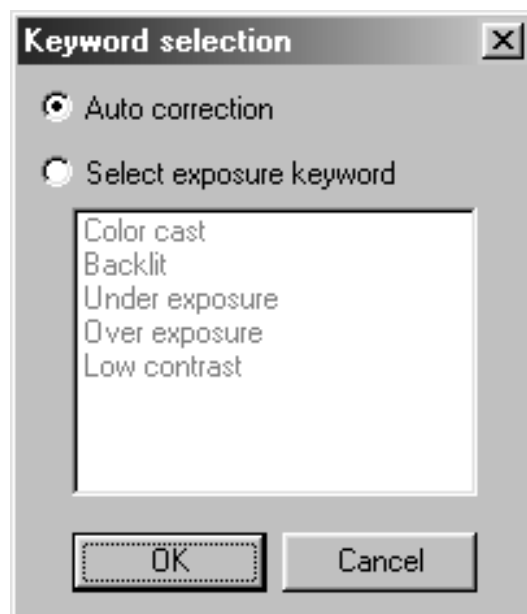 Keyword selection
Auto correction
Select exposure keyword
Color cast
Backlit
Under exposure
Over exposure
Low contrast
OK
Cancel